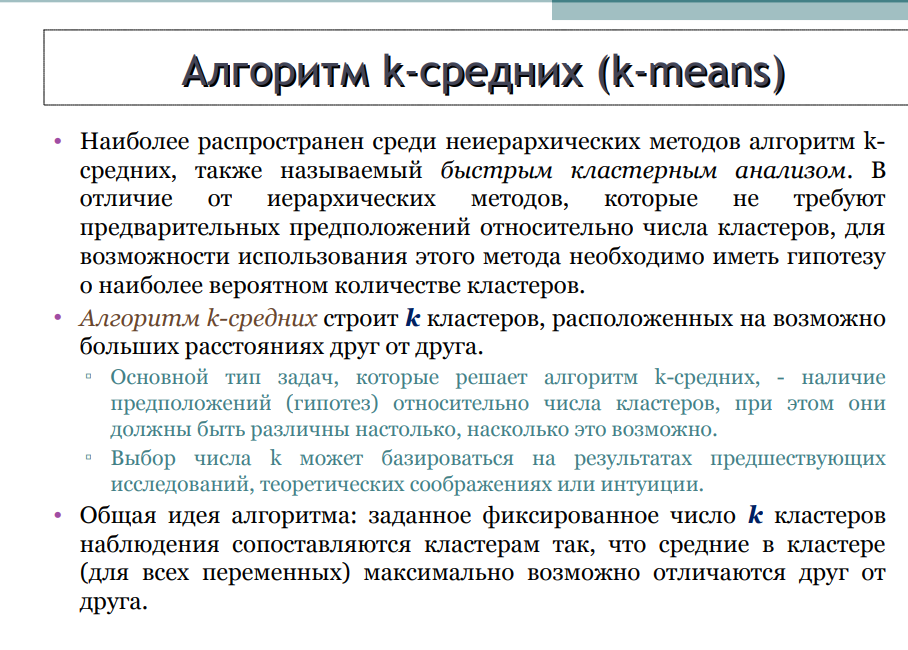 Алгоритм k-средних (k-means)
• Наиболее распространен среди неиерархических методов алгоритм k-
средних, также называемый быстрым кластерным анализом. В
отличие от иерархических методов, которые не требуют
предварительных предположений относительно числа кластеров, для
возможности использования этого метода необходимо иметь гипотезу
о наиболее вероятном количестве кластеров.
• Алгоритм k-средних строит k кластеров, расположенных на возможно
больших расстояниях друг от друга.
▫ Основной тип задач, которые решает алгоритм k-средних, - наличие
предположений (гипотез) относительно числа кластеров, при этом они
должны быть различны настолько, насколько это возможно.
▫ Выбор числа k может базироваться на результатах предшествующих
исследований, теоретических соображениях или интуиции.
• Общая идея алгоритма: заданное фиксированное число k кластеров
наблюдения сопоставляются кластерам так, что средние в кластере
(для всех переменных) максимально возможно отличаются друг от
друга.